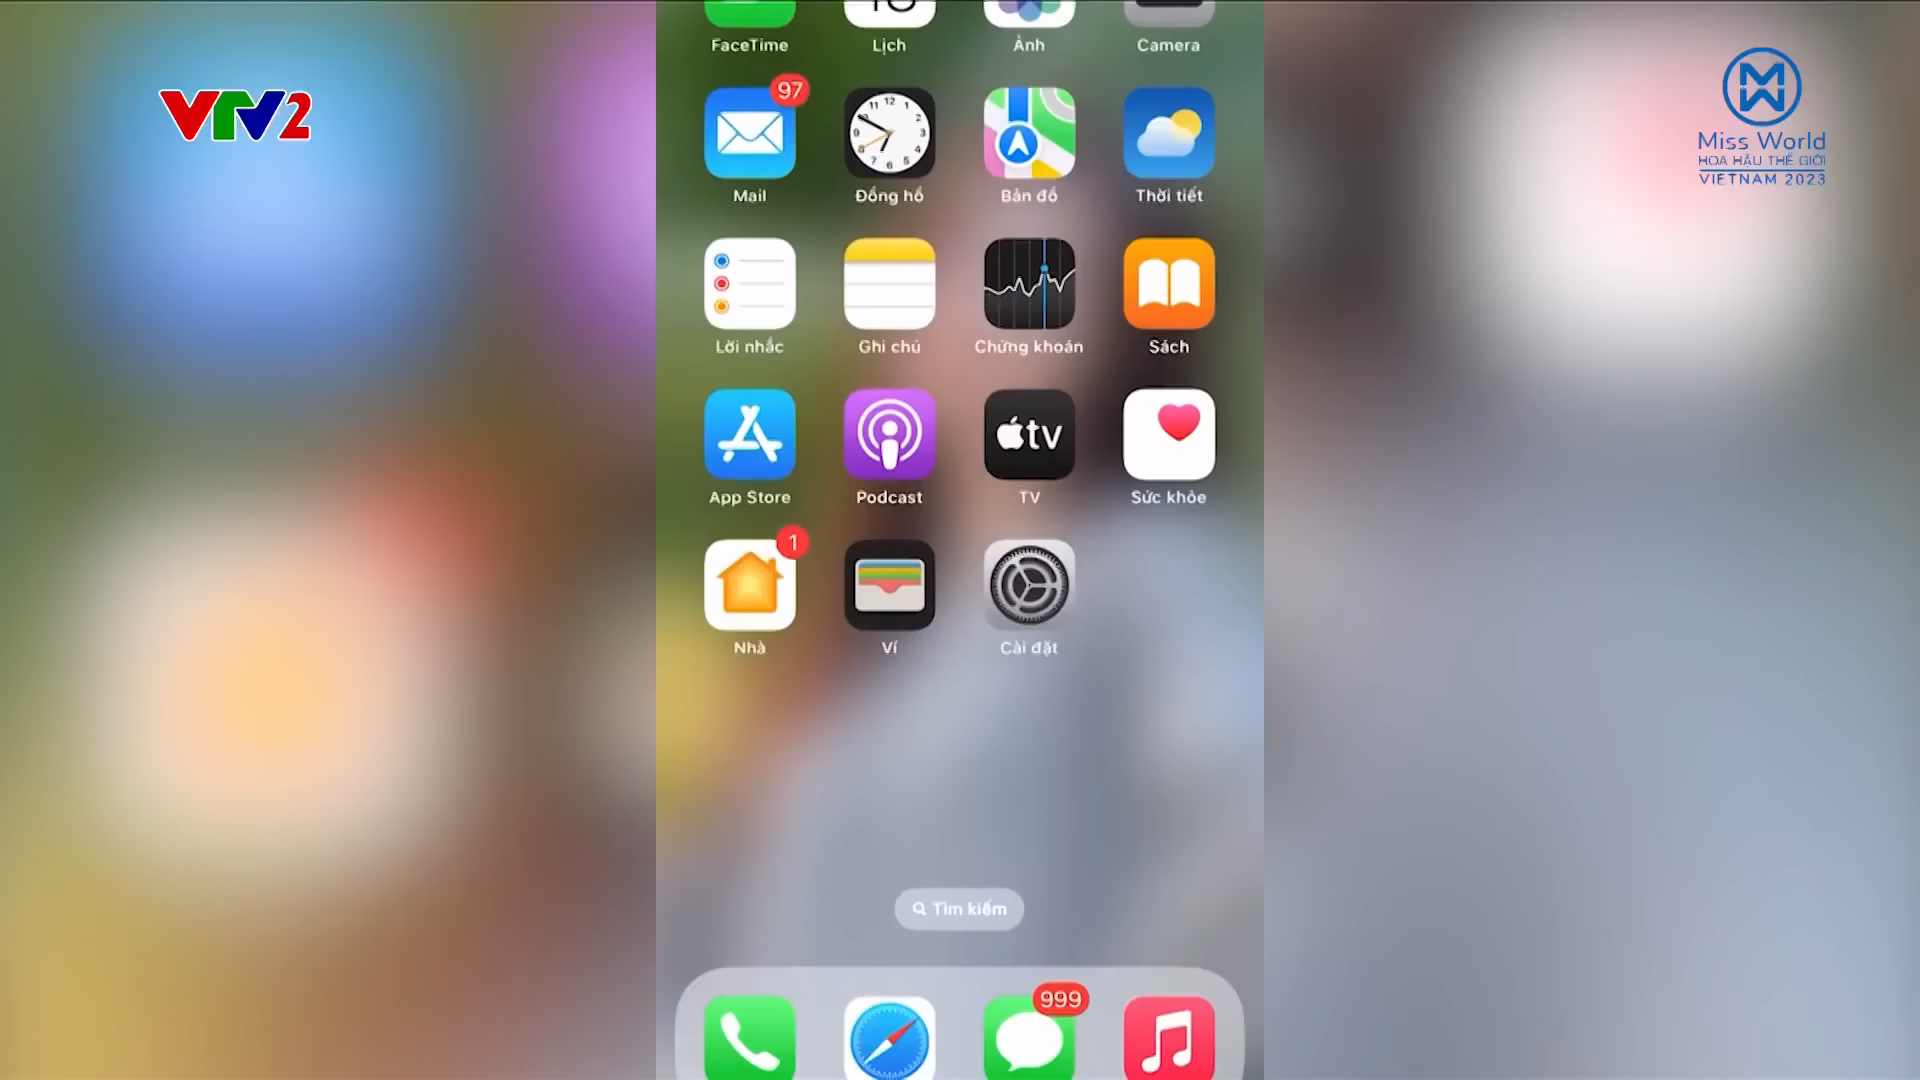 FaceTime Lịch Ảnh Camera
VTV2
Miss World
HOA HẬU THẾ GIỚI
VIETNAM 2023
97
Mail Đồng hồ Bản đồ Thời tiết
Lời nhắc Ghi chú Chứng khoán Sách
tv
App Store Podcast TV Sức khỏe
1
Nhà Ví Cài đặt
Tìm kiếm
999